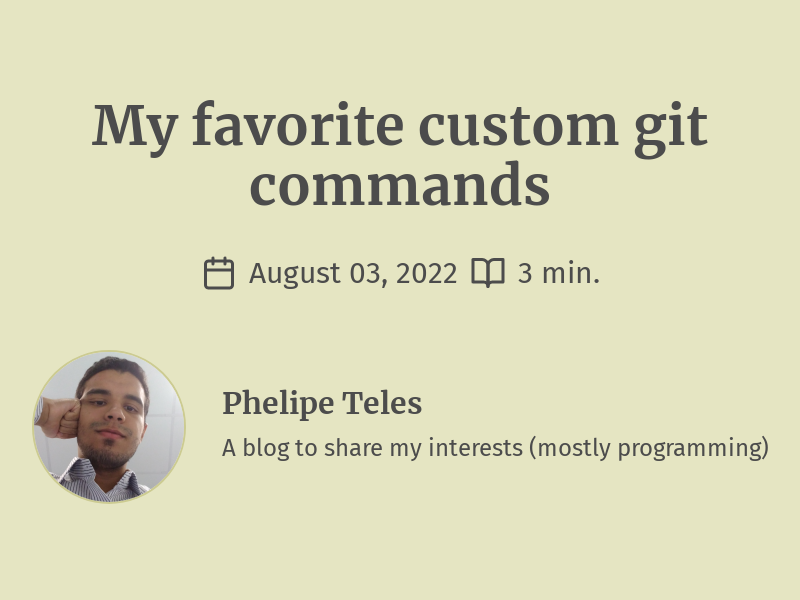 My favorite custom git
commands
August 03, 2022 3 min.
Phelipe Teles
A blog to share my interests (mostly programming)